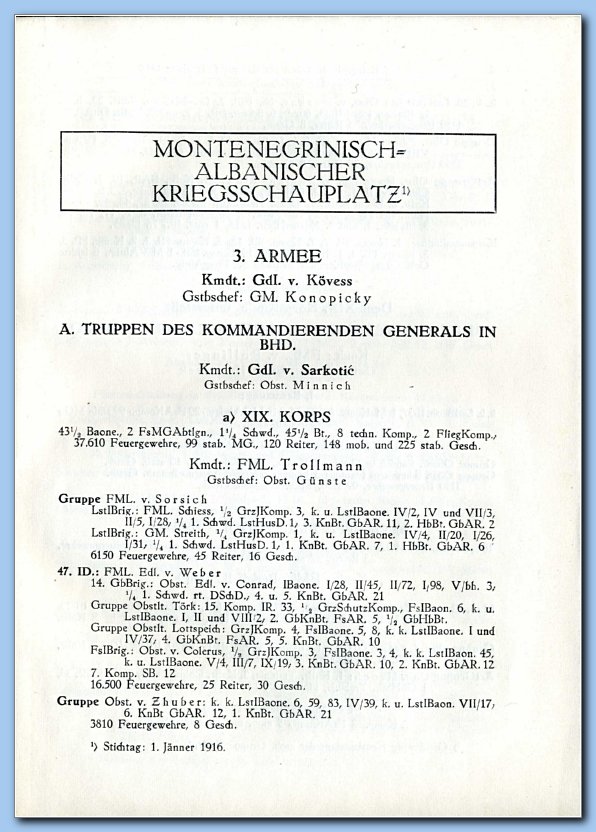 MONTENEGRINISCH=
ALBANISCHER
KRIEGSSCHAUPLATZ¹)
3. ARMEE
Kmdt.: GdI. v. Kövess
Gstbschef: GM. Konopicky
A. TRUPPEN DES KOMMANDIERENDEN GENERALS IN
BHD.
Kmdt.: GdI. v. Sarkotić
Gstbschef: Obst. Minnich
a) XIX. KORPS
43½ Baone., 2 FsMGAbtlgn., 1¼ Schwd., 45½ Bt., 8 techn. Komp., 2 FliegKomp.,
37.610 Feuergewehre, 99 stab. MG., 120 Reiter, 148 mob. und 225 stab. Gesch.
Kmdt.: FML. Trollmann
Gstbschef: Obst. Günste
Gruppe FML. v. Sorsich
LstIBrig.: FML. Schiess, ½ GrzJKomp. 3, k. u. LstIBaone. IV/2, IV und VII/3,
II/5, I/28, ¼ 1. Schwd. LstHusD. 1, 3. KnBt. GbAR. 11, 2. HbBt. GbAR. 2
LstIBrig.: GM. Streith, ¼ GrzJKomp. 1, k. u. LstIBaone. IV/4, II/20, I/26,
I/31, ¼ 1. Schwd. LstHusD. 1, 1. KnBt. GbAR. 7, 1. HbBt. GbAR. 6
6150 Feuergewehre, 45 Reiter, 16 Gesch.
47. ID.: FML. Edl. v. Weber
14. GbBrig.: Obst. Edl. v. Conrad, IBaone. I/28, II/45, II/72, I/98, V/bh. 3,
¼ 1. Schwd. rt. DSchD., 4. u. 5. KnBt. GbAR. 21
Gruppe Obstlt. Törk: 15. Komp. IR. 33, ½ GrzSchutzKomp., FsIBaon. 6, k. u.
LstIBaone. I, II und VIII/2, 2. GbKnBt. FsAR. 5, ½ GbHbBt.
Gruppe Obstlt. Lottspeich: GrzJKomp. 4, FsIBaone. 5, 8, k. k. LstIBaone. I und
IV/37, 4. GbKnBt. FsAR. 5, 5. KnBt. GbAR. 10
FsIBrig.: Obst. v. Colerus, ½ GrzJKomp. 3, FsIBaone. 3, 4, k. k. LsIBaon. 45,
k. u. LstIBaone. V/4, III/7, IX/19, 3. KnBt. GbAR. 10, 2. KnBt. GbAR. 12
7. Komp. SB. 12
16.500 Feuergewehre, 25 Reiter, 30 Gesch.
Gruppe Obst. v. Zhuber: k. k. LstIBaone. 6, 59, 83, IV/39, k. u. LstIBaon. VII/17,
6. KnBt GbAR. 12, 1. KnBt. GbAR. 21
3810 Feuergewehre, 8 Gesch.
¹) Stichtag: 1. Jänner 1916.